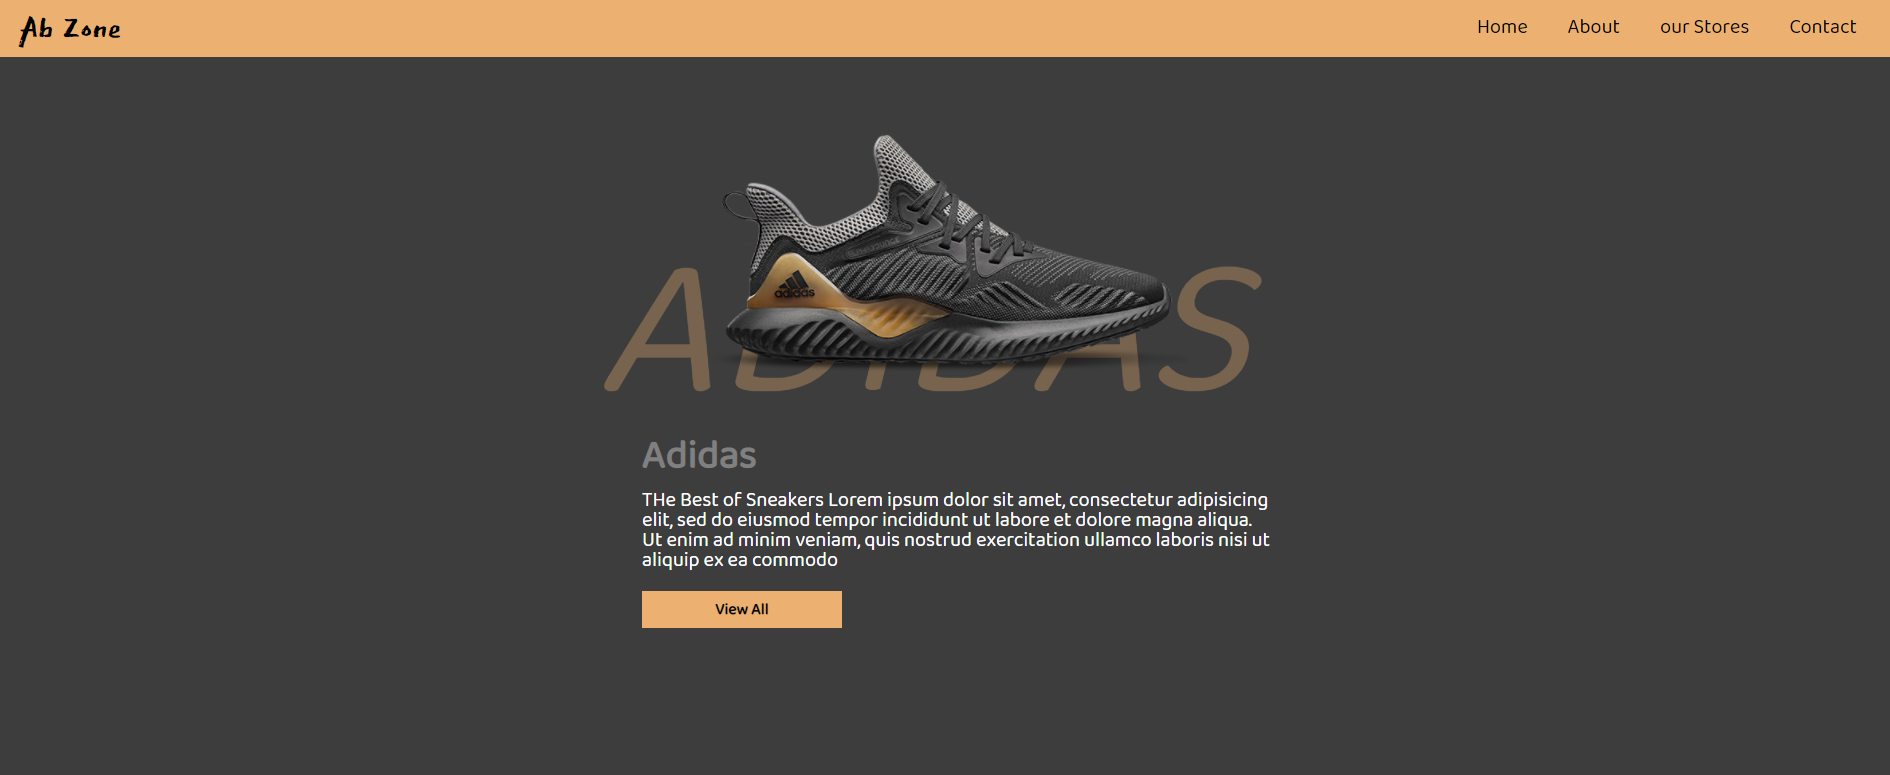 Ab Zone
Home About our Stores Contact
adidas
ADIDAS
Adidas
THe Best of Sneakers Lorem ipsum dolor sit amet, consectetur adipisicing
elit, sed do eiusmod tempor incididunt ut labore et dolore magna aliqua.
Ut enim ad minim veniam, quis nostrud exercitation ullamco laboris nisi ut
aliquip ex ea commodo
View All